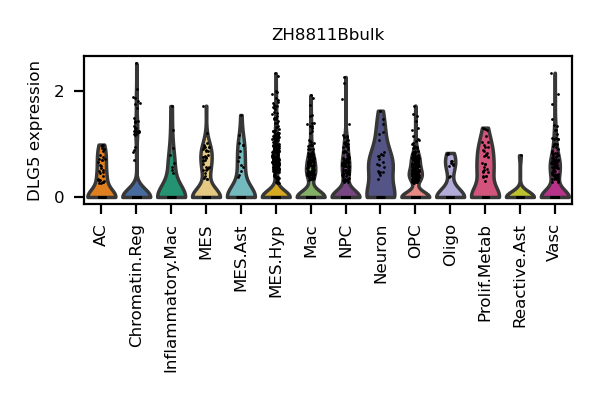 ZH8811Bbulk
DLG5 expression
2
0
AC
Chromatin.Reg
Inflammatory.Mac
MES
MES.Ast
MES.Hyp
Mac
NPC
Neuron
OPC
Oligo
Prolif.Metab
Reactive.Ast
Vasc